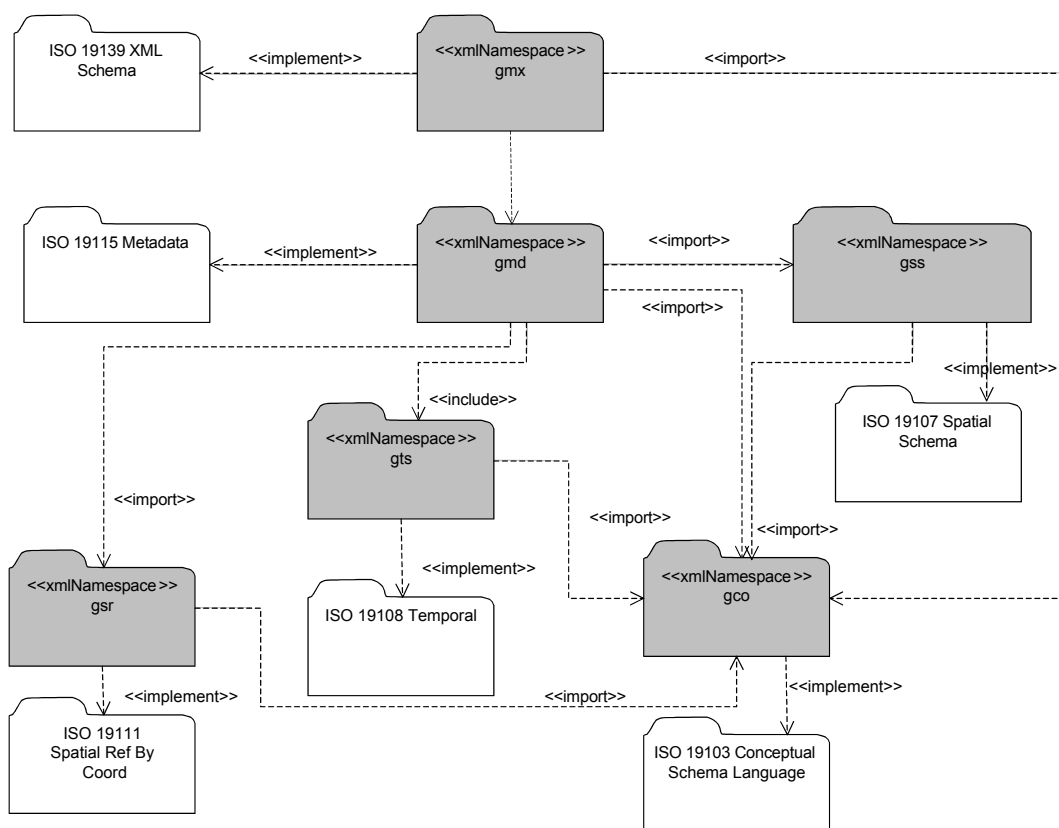 ISO 19139 XML
Schema
<<implement>>
<<xmlNamespace >>
gmx
<<import>>
ISO 19115 Metadata
<<implement>>
<<xmlNamespace >>
gmd
<<import>>
<<import>>
<<xmlNamespace >>
gss
<<implement>>
ISO 19107 Spatial
Schema
<<include>>
<<xmlNamespace >>
gts
<<import>>
<<import>>
<<import>>
<<xmlNamespace >>
gsr
<<implement>>
ISO 19108 Temporal
<<xmlNamespace >>
gco
<<implement>>
<<import>>
<<implement>>
ISO 19111
Spatial Ref By
Coord
ISO 19103 Conceptual
Schema Language